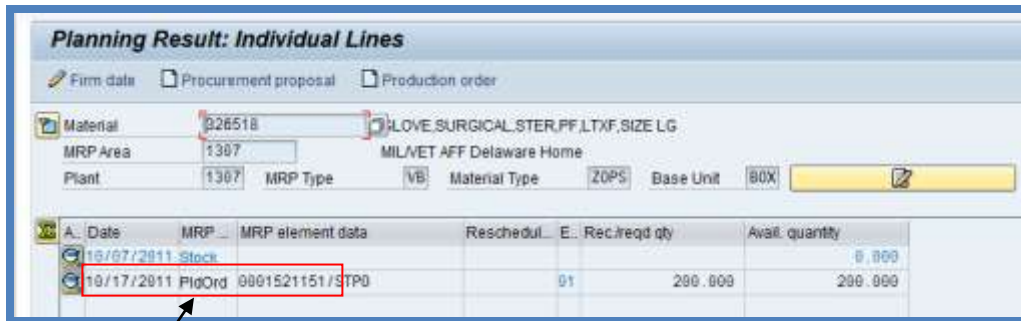 Planning Result: Individual Lines
Firm date Procurement proposal Production order
Material 326518 GLOVE,SURGICAL,STER,PF,LTXF,SIZE LG
MRP Area 1307 MIL/VET AFF Delaware Home
Plant 1307 MRP Type VB Material Type ZOPS Base Unit BOX
A.. Date MRP ... MRP element data Reschedul... E.. Rec./reqd qty Avail. quantity
10/07/2011 Stock 0.000
10/17/2011 PldOrd 0001521151/STPO 01 200.000 200.000